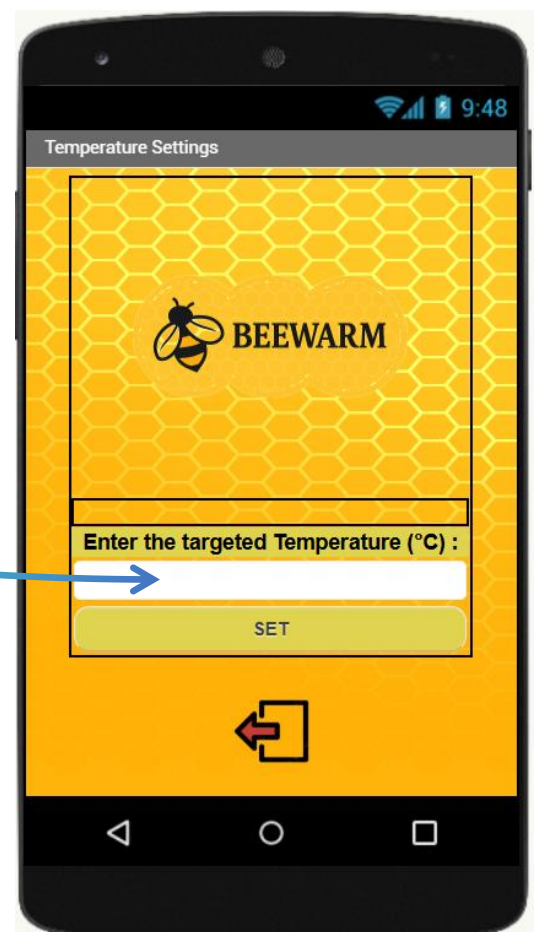 9:48
Temperature Settings
BEEWARM
Enter the targeted Temperature (°C) :
SET